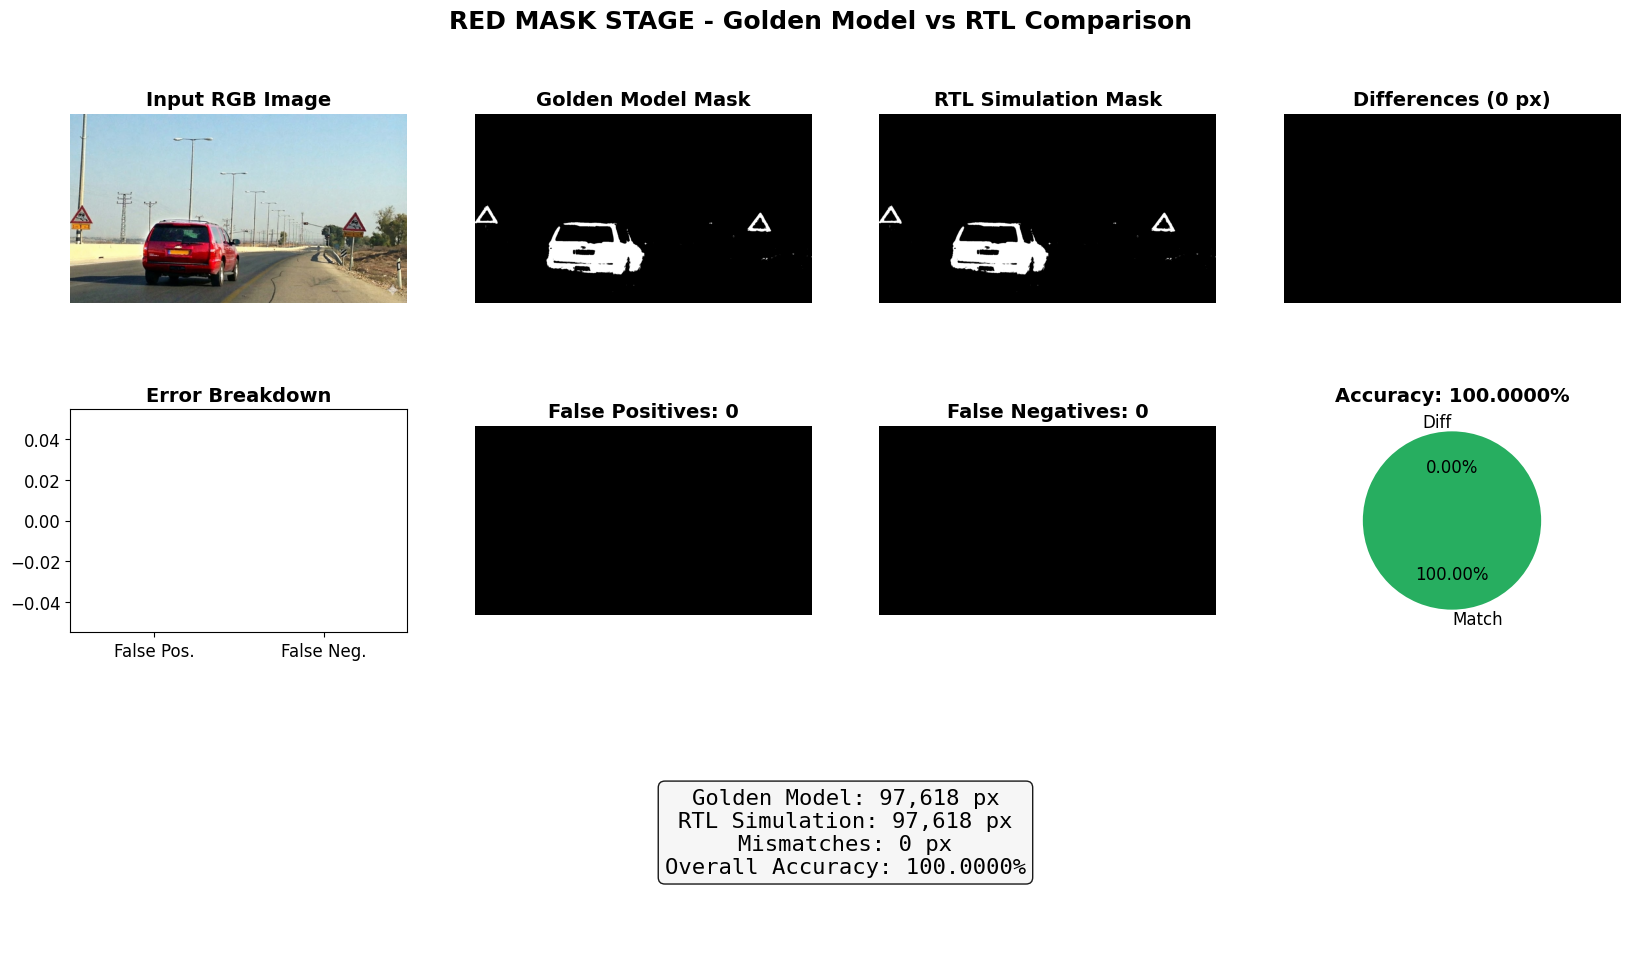 RED MASK STAGE - Golden Model vs RTL Comparison
Input RGB Image
Golden Model Mask
RTL Simulation Mask
Differences (0 px)
Error Breakdown
0.04
0.02
0.00
−0.02
−0.04
False Pos.
False Neg.
False Positives: 0
False Negatives: 0
Accuracy: 100.0000%
Diff
0.00%
100.00%
Match
Golden Model: 97,618 px
RTL Simulation: 97,618 px
Mismatches: 0 px
Overall Accuracy: 100.0000%